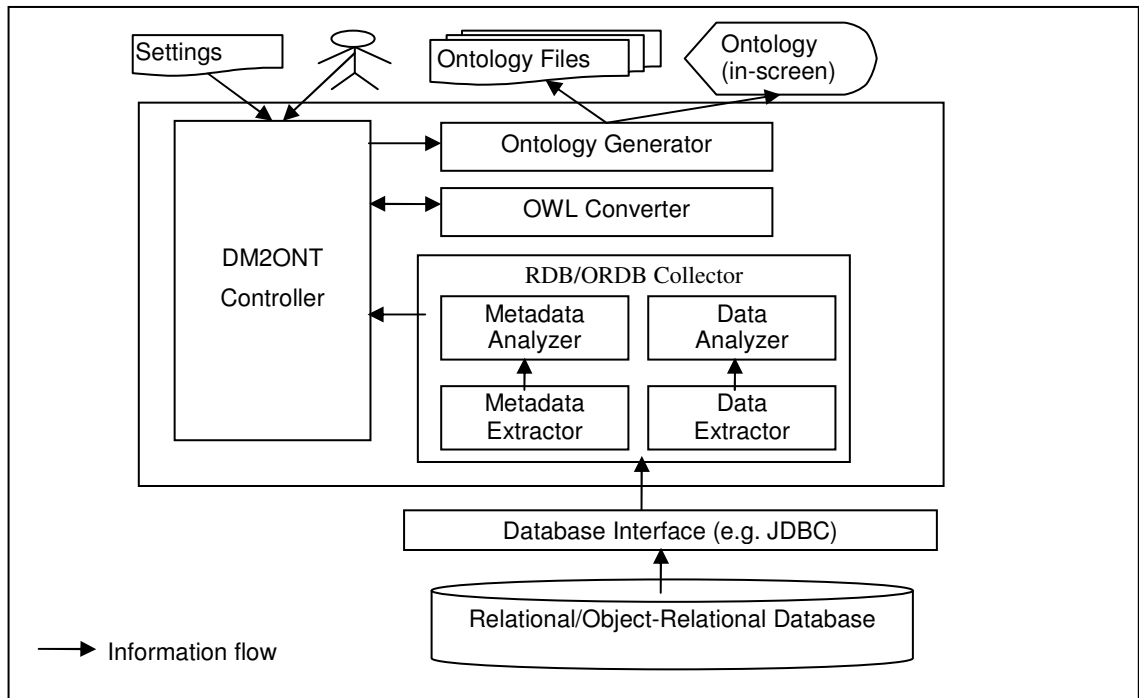 Settings
Ontology Files
Ontology
(in-screen)
Ontology Generator
OWL Converter
DM2ONT
Controller
RDB/ORDB Collector
Metadata
Analyzer
Data
Analyzer
Metadata
Extractor
Data
Extractor
Database Interface (e.g. JDBC)
Relational/Object-Relational Database
Information flow